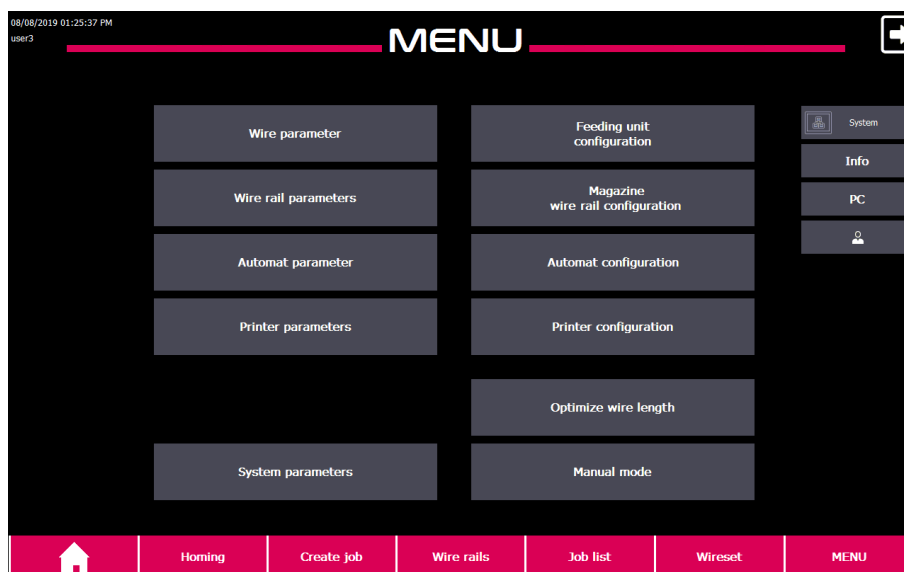 08/08/2019 01:25:37 PM
user3
MENU
Wire parameter
Feeding unit
configuration
System
Info
Wire rail parameters
Magazine
wire rail configuration
PC
Automat parameter
Automat configuration
Printer parameters
Printer configuration
Optimize wire length
System parameters
Manual mode
Homing
Create job
Wire rails
Job list
Wireset
MENU